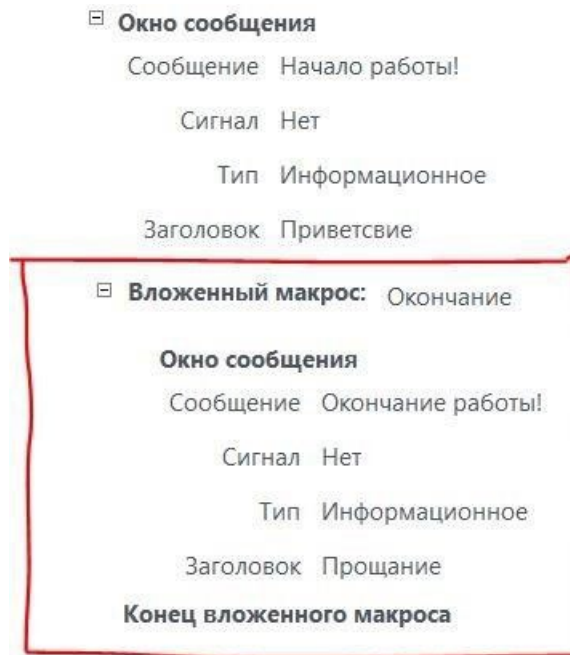 Окно сообщения
Сообщение Начало работы!
Сигнал Нет
Тип Информационное
Заголовок Приветсвие
Вложенный макрос: Окончание
Окно сообщения
Сообщение Окончание работы!
Сигнал Нет
Тип Информационное
Заголовок Прощание
Конец вложенного макроса